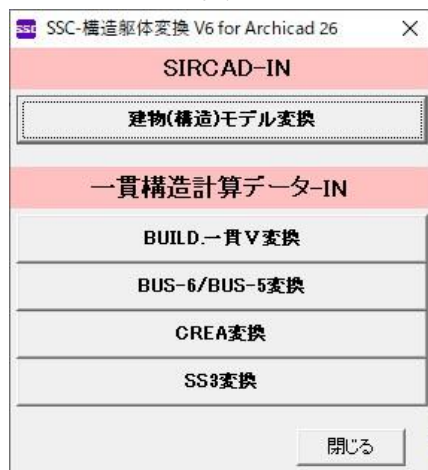 SSC SSC-構造躯体変換 V6 for Archicad 26
SIRCAD-IN
建物(構造)モデル変換
一貫構造計算データ-IN
BUILD.一貫Ⅴ変換
BUS-6/BUS-5変換
CREA変換
SS3変換
閉じる